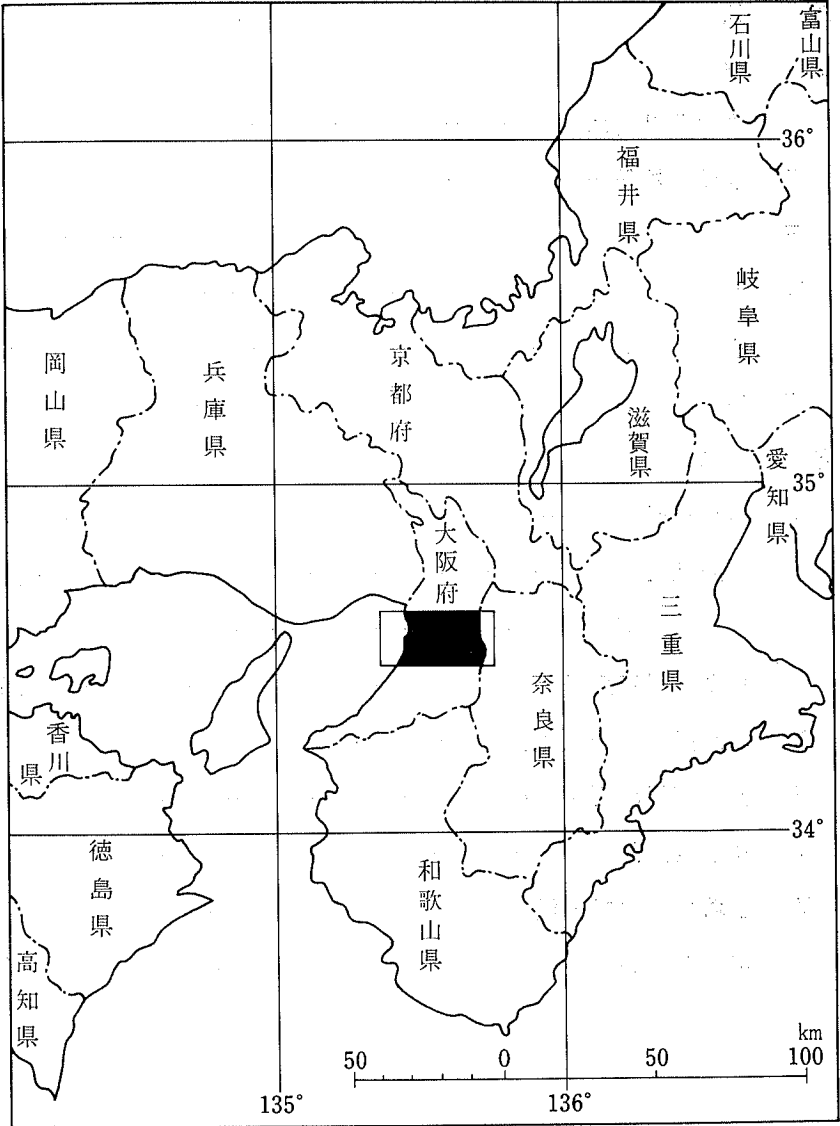 石川県
富山県
36°
福井県
岐阜県
岡山県
兵庫県
京都府
滋賀県
愛知県
35°
大阪府
三重県
奈良県
香川
県
34°
徳島県
和歌山県
高知県
km
50 0 50 100
135° 136°